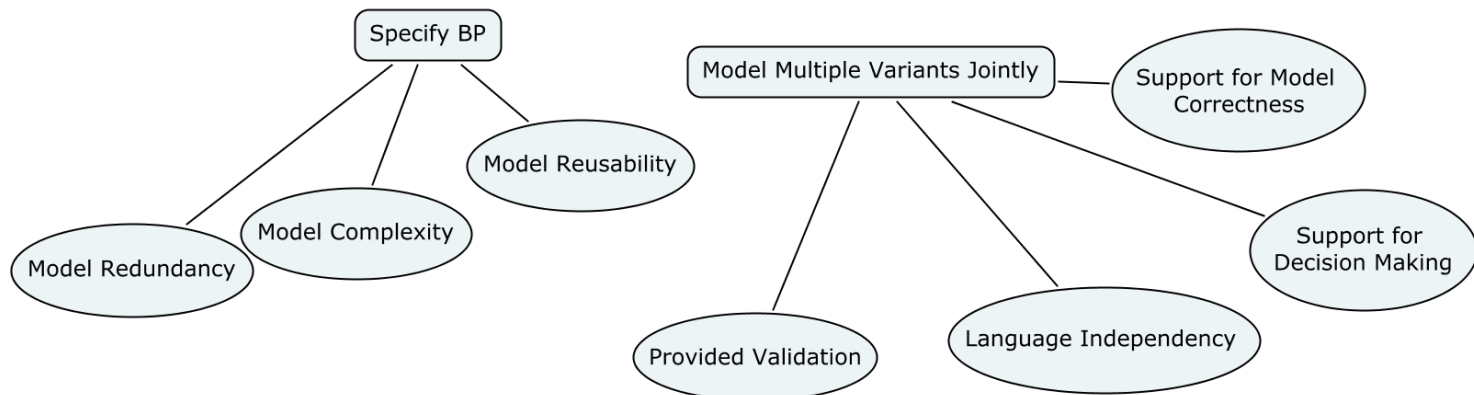 Specify BP
Model Multiple Variants Jointly
Support for Model
Correctness
Model Reusability
Model Complexity
Model Redundancy
Support for
Decision Making
Language Independency
Provided Validation